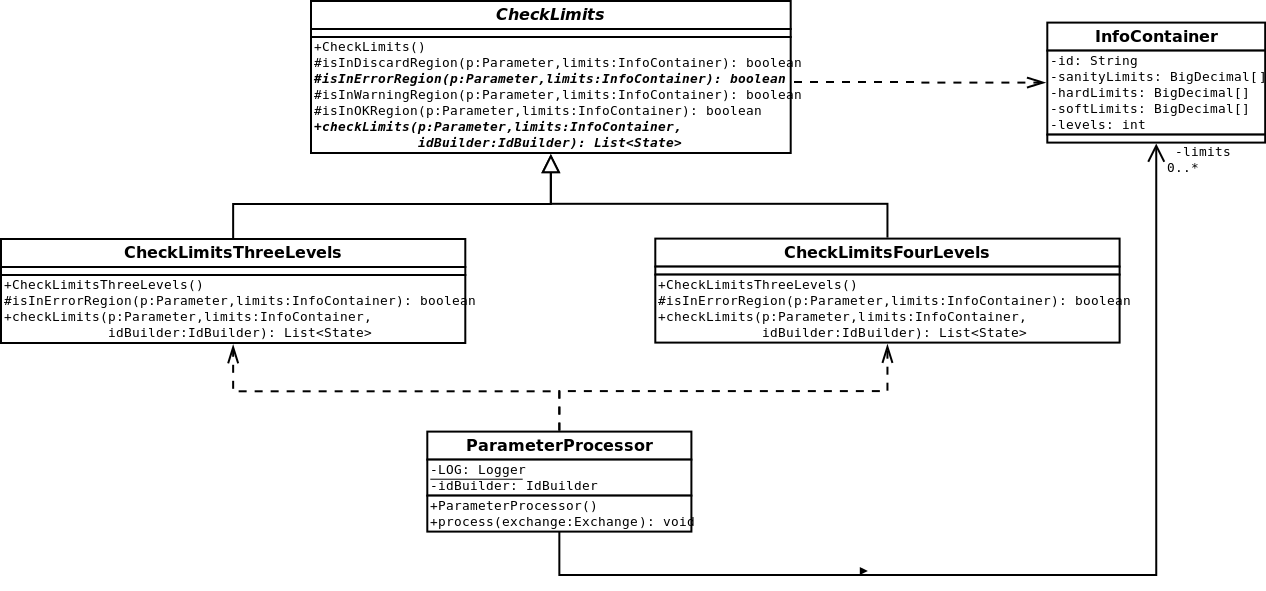 CheckLimits
+CheckLimits()
#isInDiscardRegion(p:Parameter,limits:InfoContainer): boolean
#isInErrorRegion(p:Parameter,limits:InfoContainer): boolean
#isInWarningRegion(p:Parameter,limits:InfoContainer): boolean
#isInOKRegion(p:Parameter,limits:InfoContainer): boolean
+checkLimits(p:Parameter,limits:InfoContainer,
idBuilder:IdBuilder): List<State>
InfoContainer
-id: String
-sanityLimits: BigDecimal[]
-hardLimits: BigDecimal[]
-softLimits: BigDecimal[]
-levels: int
-limits
0..*
CheckLimitsThreeLevels
+CheckLimitsThreeLevels()
#isInErrorRegion(p:Parameter,limits:InfoContainer): boolean
+checkLimits(p:Parameter,limits:InfoContainer,
idBuilder:IdBuilder): List<State>
CheckLimitsFourLevels
+CheckLimitsThreeLevels()
#isInErrorRegion(p:Parameter,limits:InfoContainer): boolean
+checkLimits(p:Parameter,limits:InfoContainer,
idBuilder:IdBuilder): List<State>
ParameterProcessor
-LOG: Logger
-idBuilder: IdBuilder
+ParameterProcessor()
+process(exchange:Exchange): void